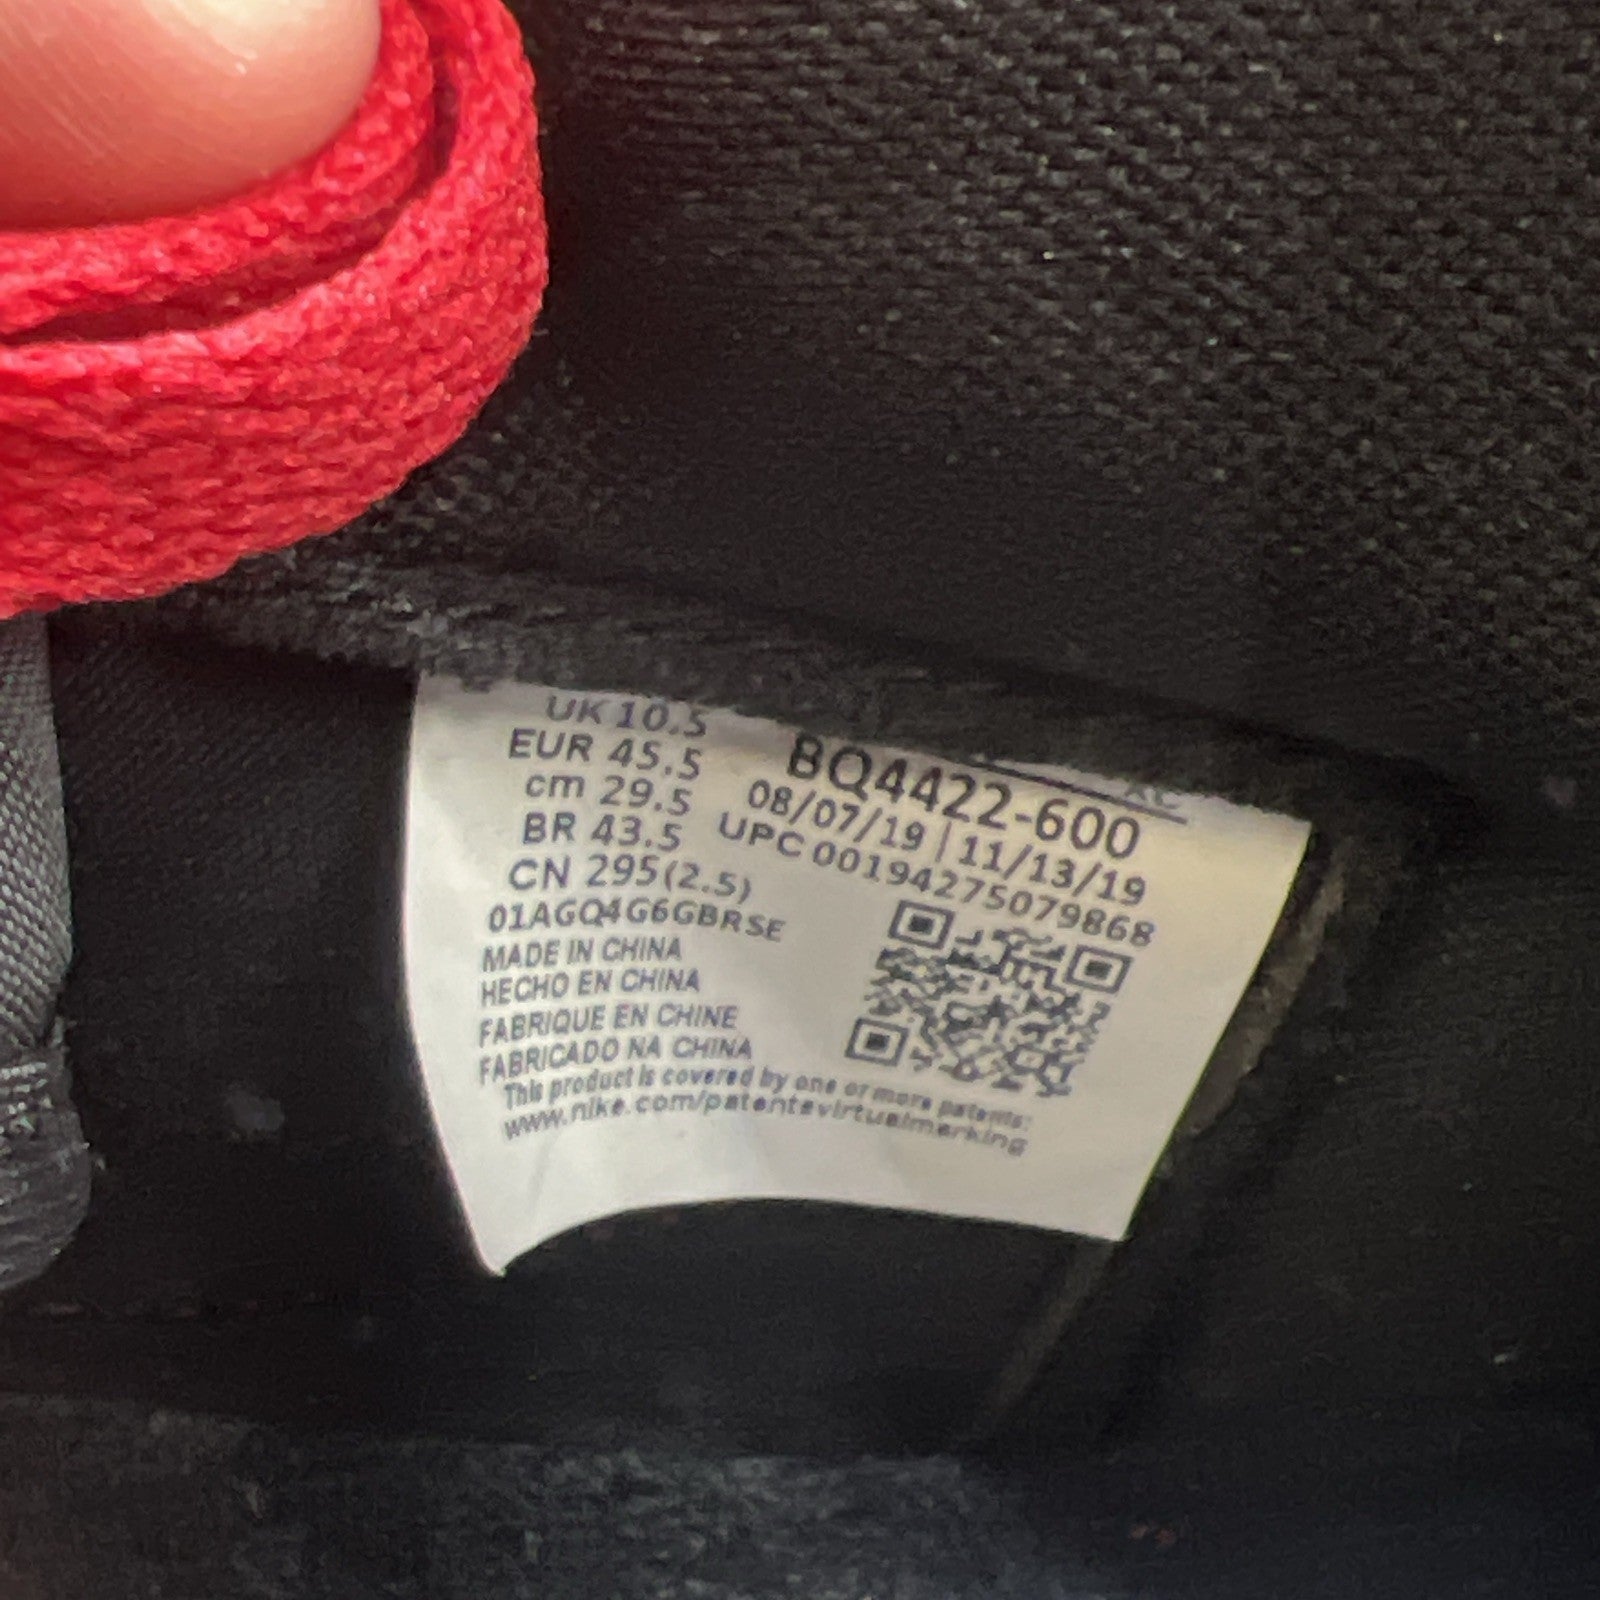 UK 10.5
EUR 45.5
cm 29.5
BR 43.5
CN 295(2.5)
01AGQ4G6GBRSE
MADE IN CHINA
HECHO EN CHINA
FABRIQUE EN CHINE
FABRICADO NA CHINA
This product is covered by one or more patents:
www.nike.com/patentsvirtualmarking
XC
BQ4422-600
08/07/19 | 11/13/19
UPC 00194275079868